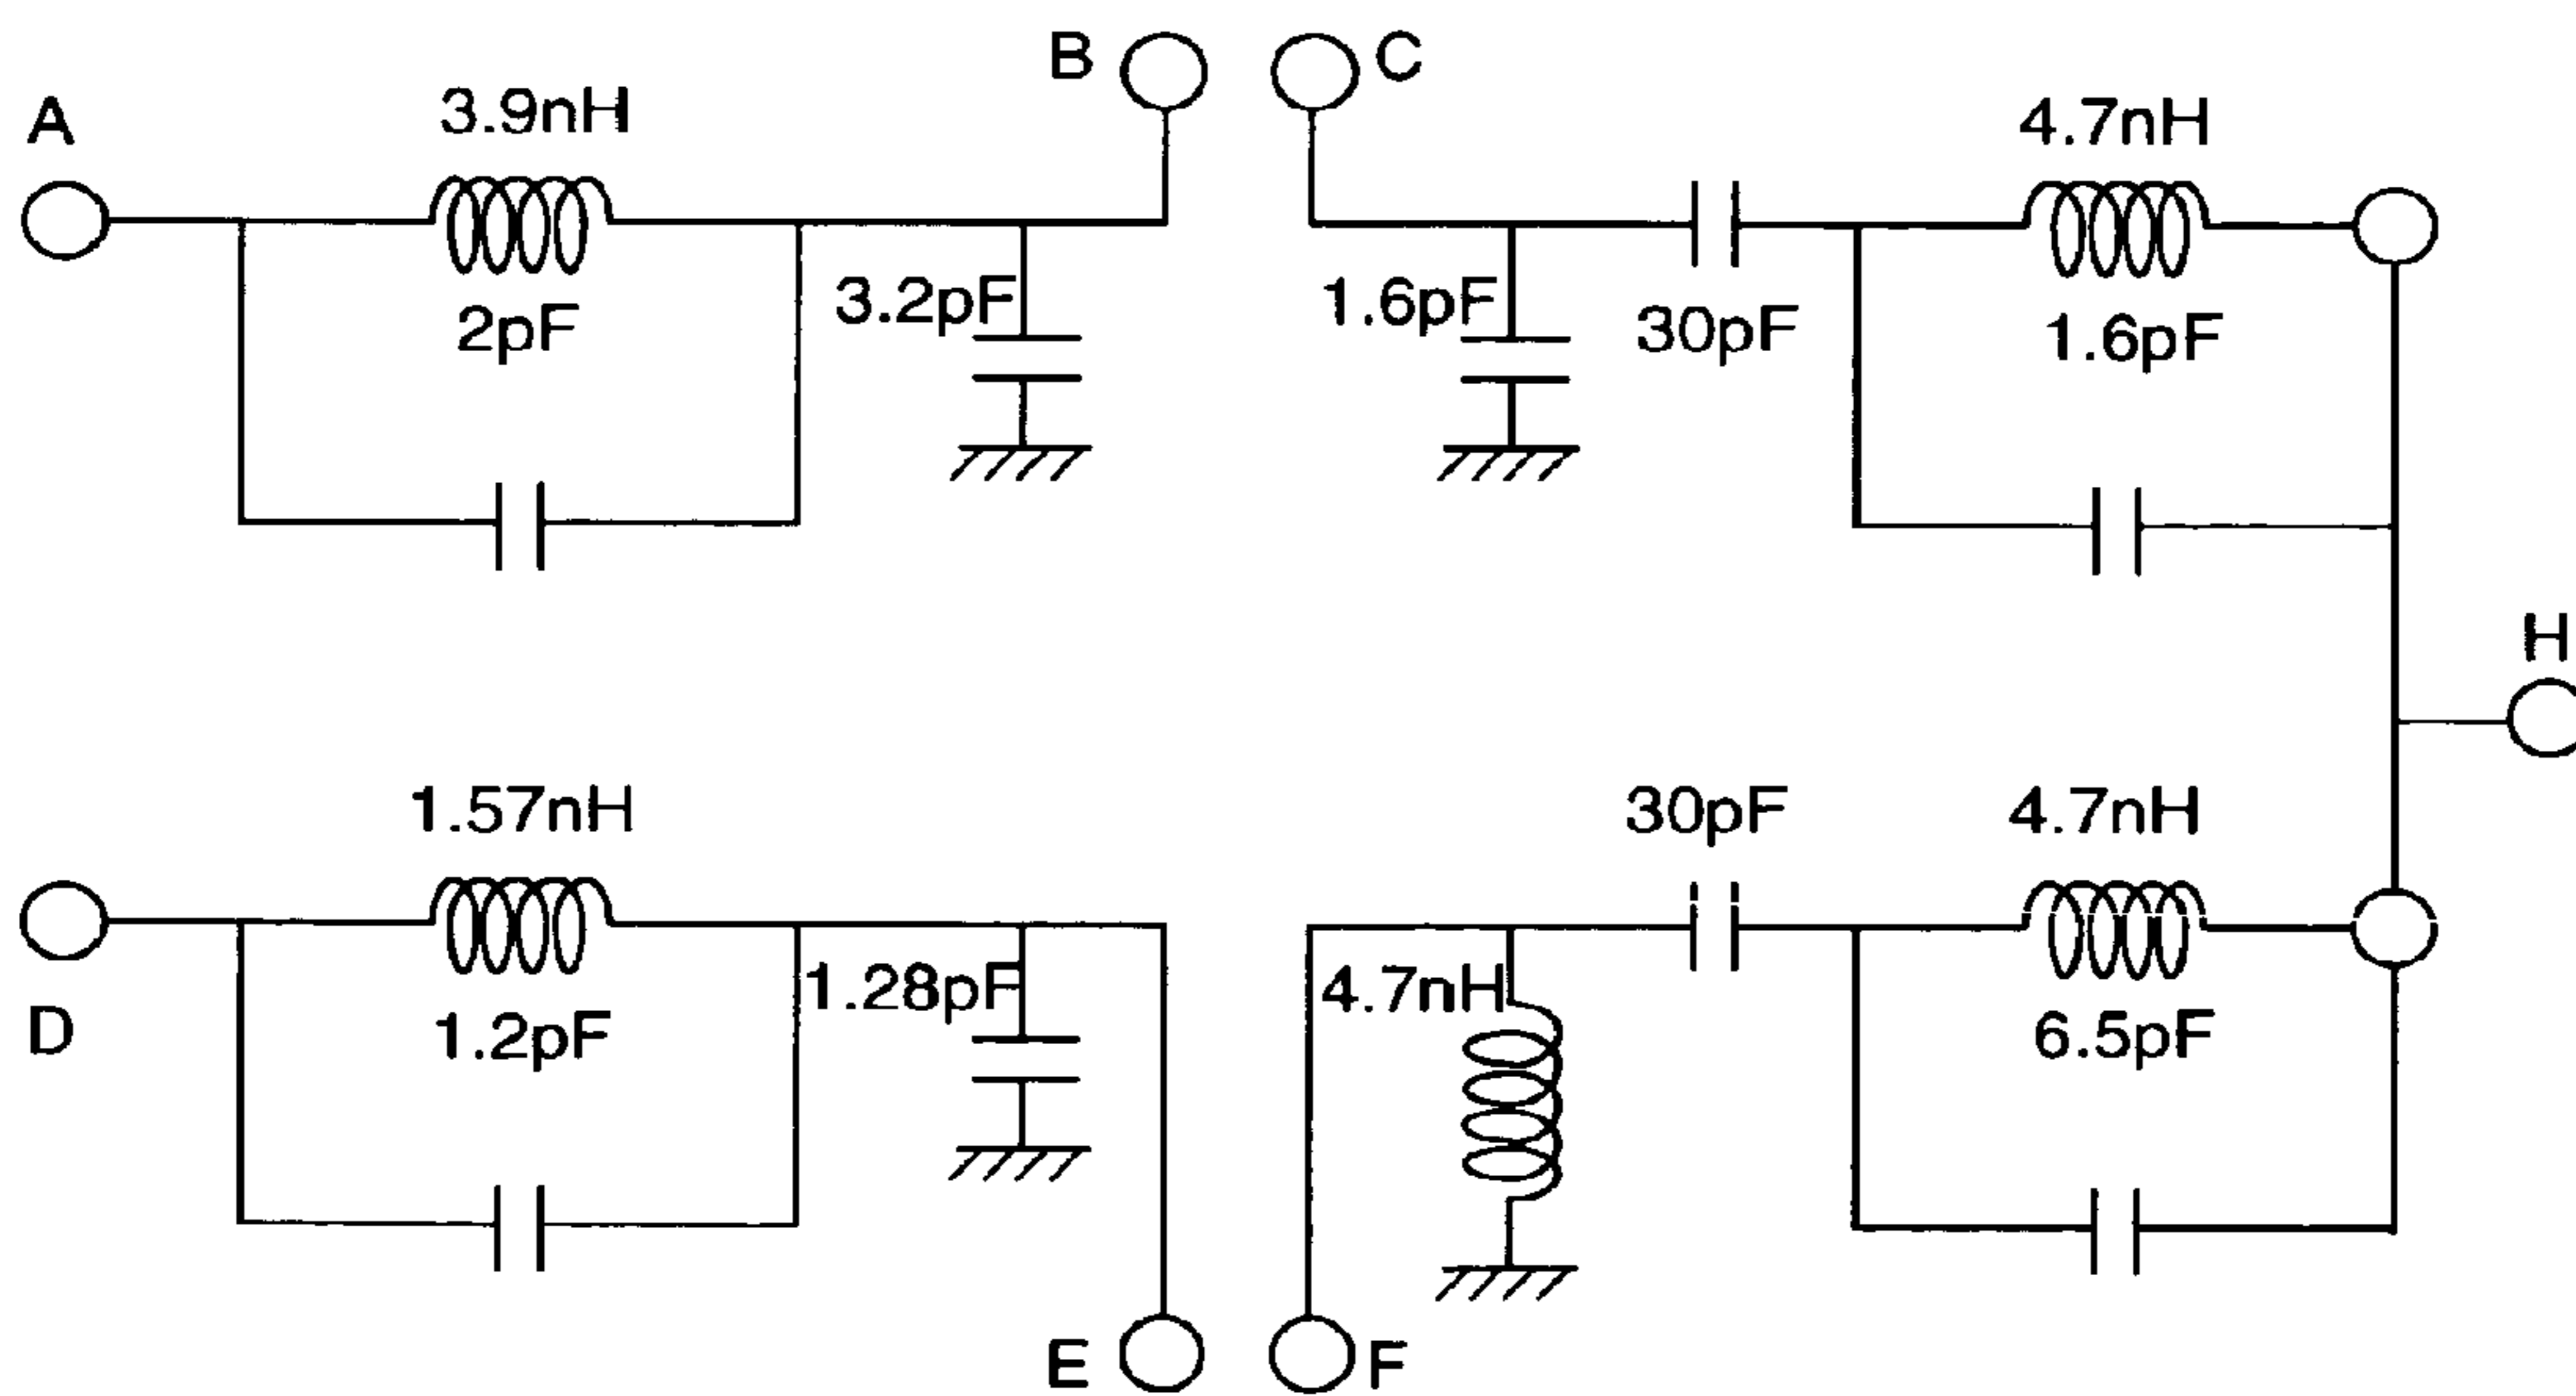 A
3.9nH
2pF
3.2pF
B
C
1.6pF
30pF
4.7nH
1.6pF
H
D
1.57nH
1.2pF
1.28pF
E
F
4.7nH
30pF
4.7nH
6.5pF